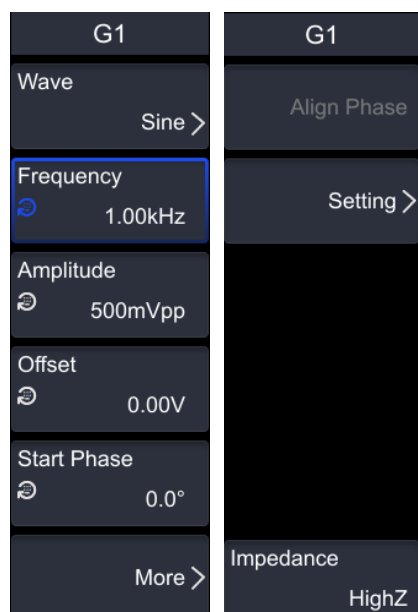 G1
Wave
Sine
Frequency
1.00kHz
Amplitude
500mVpp
Offset
0.00V
Start Phase
0.0°
More
G1
Align Phase
Setting
Impedance
HighZ